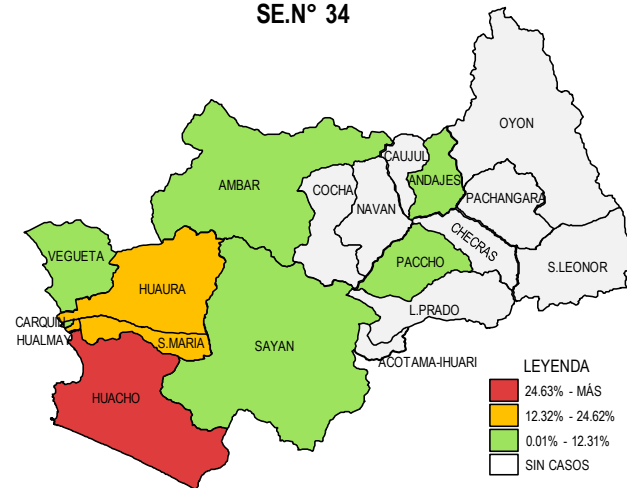 SE.N° 34
OYON
CAUJUL
ANDAJES
AMBAR
COCHA
NAVAN
PACHANGARA
CHECRAS
VEGUETA
PACCHO
S.LEONOR
HUAURA
L.PRADO
CARQUIN
HUALMAY
S.MARIA
SAYAN
ACOTAMA-IHUARI
HUACHO
LEYENDA
24.63% - MÁS
12.32% - 24.62%
0.01% - 12.31%
SIN CASOS